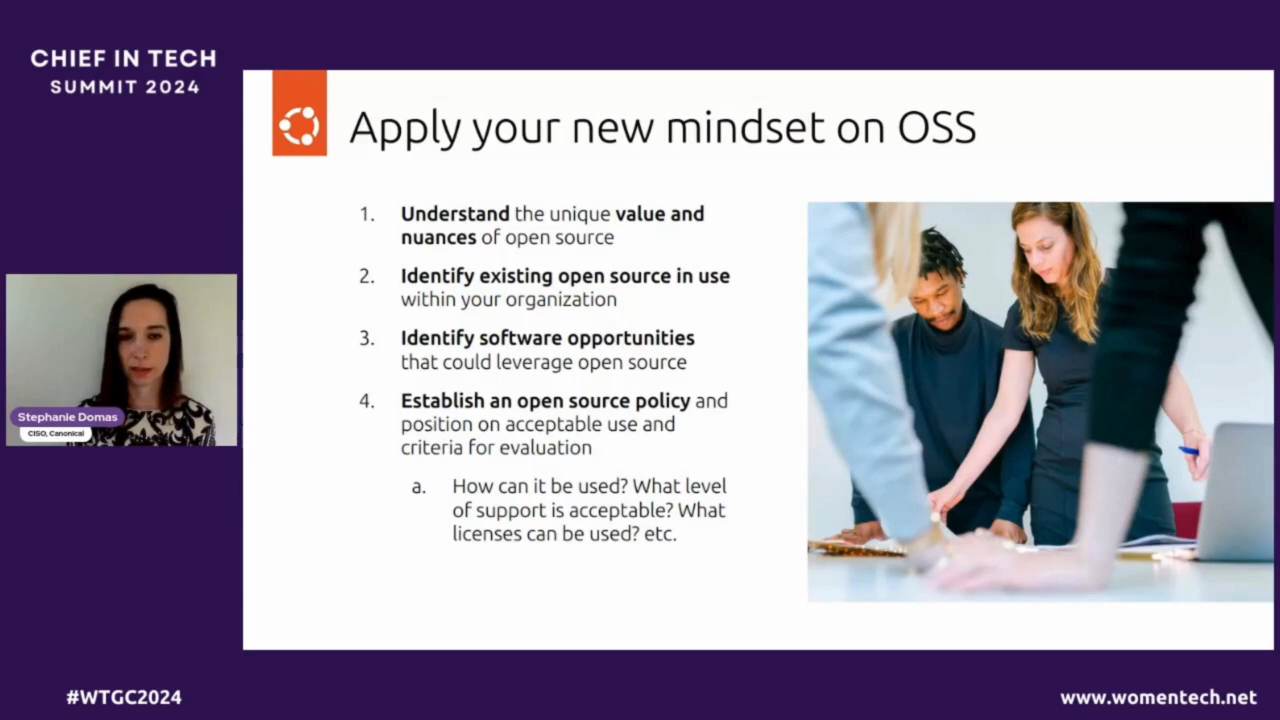 CHIEF IN TECH
SUMMIT 2024
Apply your new mindset on OSS
1. Understand the unique value and
nuances of open source
2. Identify existing open source in use
within your organization
3. Identify software opportunities
that could leverage open source
4. Establish an open source policy and
position on acceptable use and
criteria for evaluation
a. How can it be used? What level
of support is acceptable? What
licenses can be used? etc.
Stephanie Domas
CISO, Canonical
#WTGC2024
www.womentech.net